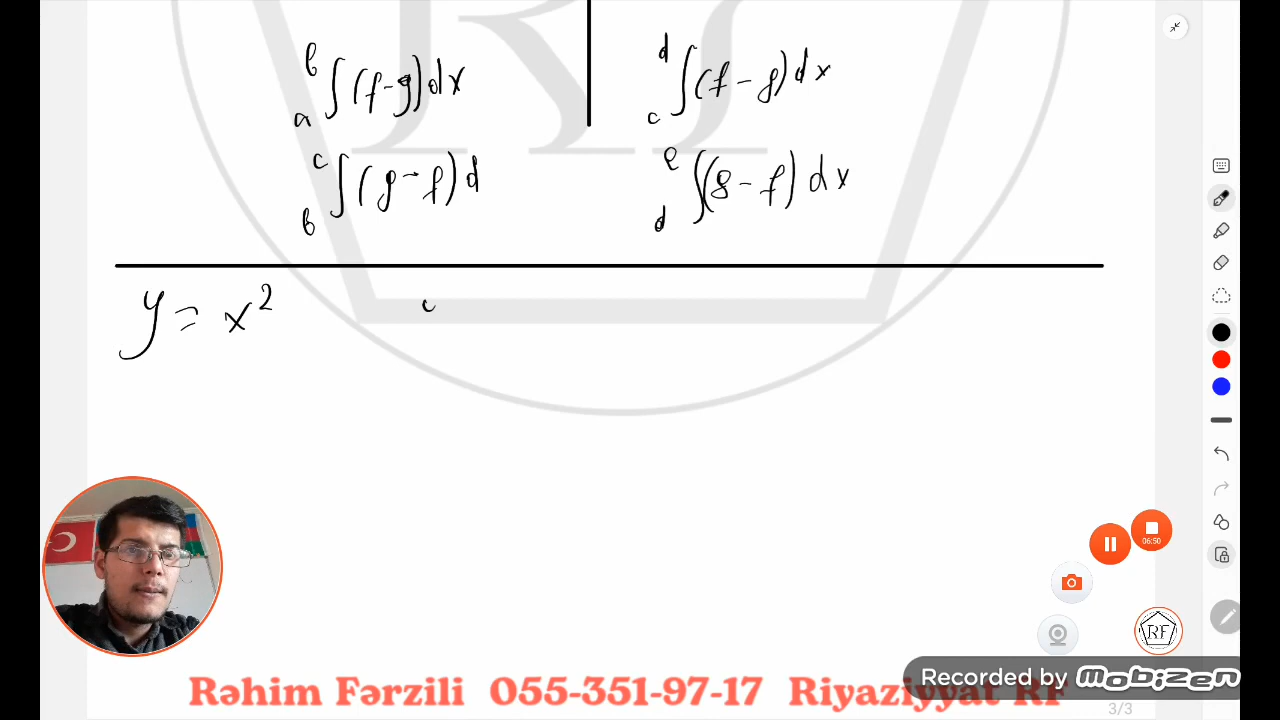 b ∫ (f-g) dx
a
d ∫ (f-g) dx
c
c ∫ (g-f) d
b
e ∫ (g-f) dx
d
y = x²
06:50
RF
Recorded by mobizen
Rəhim Fərzili 055-351-97-17 Riyaziyyat RF
3/3